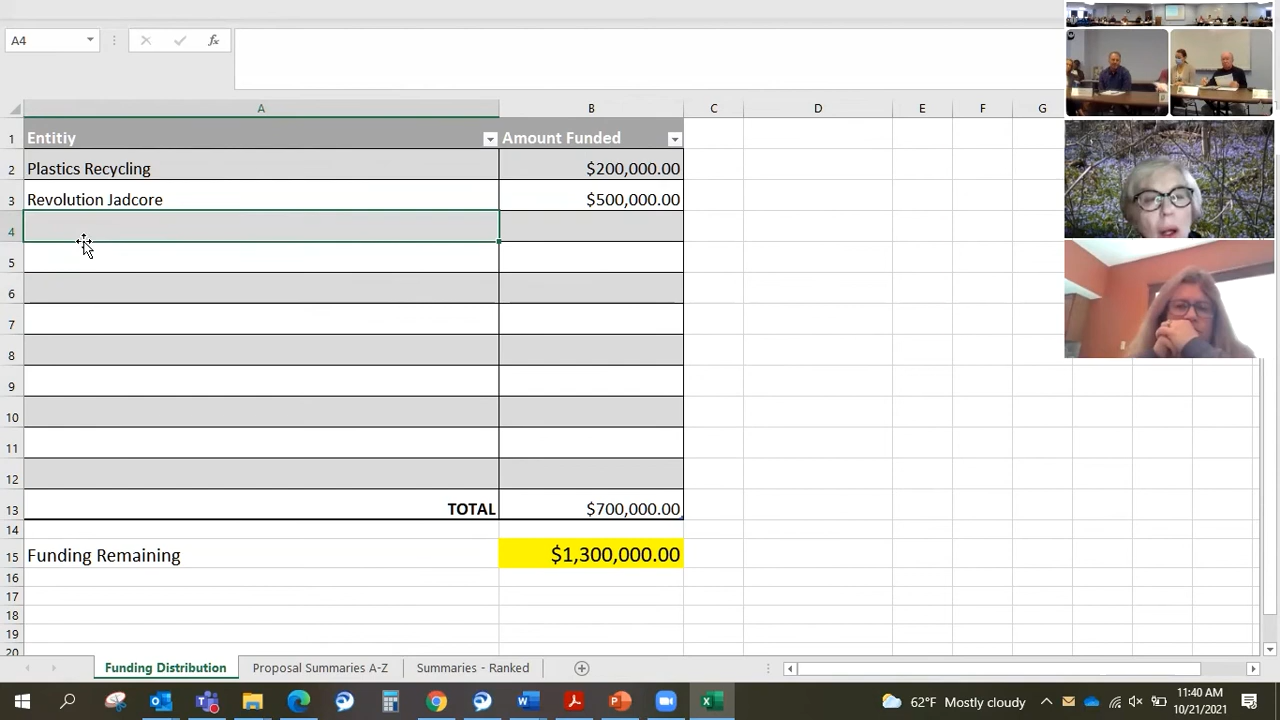 A4
fx
A B C D E F G
1 Entitiy Amount Funded
2 Plastics Recycling $200,000.00
3 Revolution Jadcore $500,000.00
4
5
6
7
8
9
10
11
12
13 TOTAL $700,000.00
14
15 Funding Remaining $1,300,000.00
16
17
18
19
20
Funding Distribution Proposal Summaries A-Z Summaries - Ranked
62°F Mostly cloudy 11:40 AM
10/21/2021